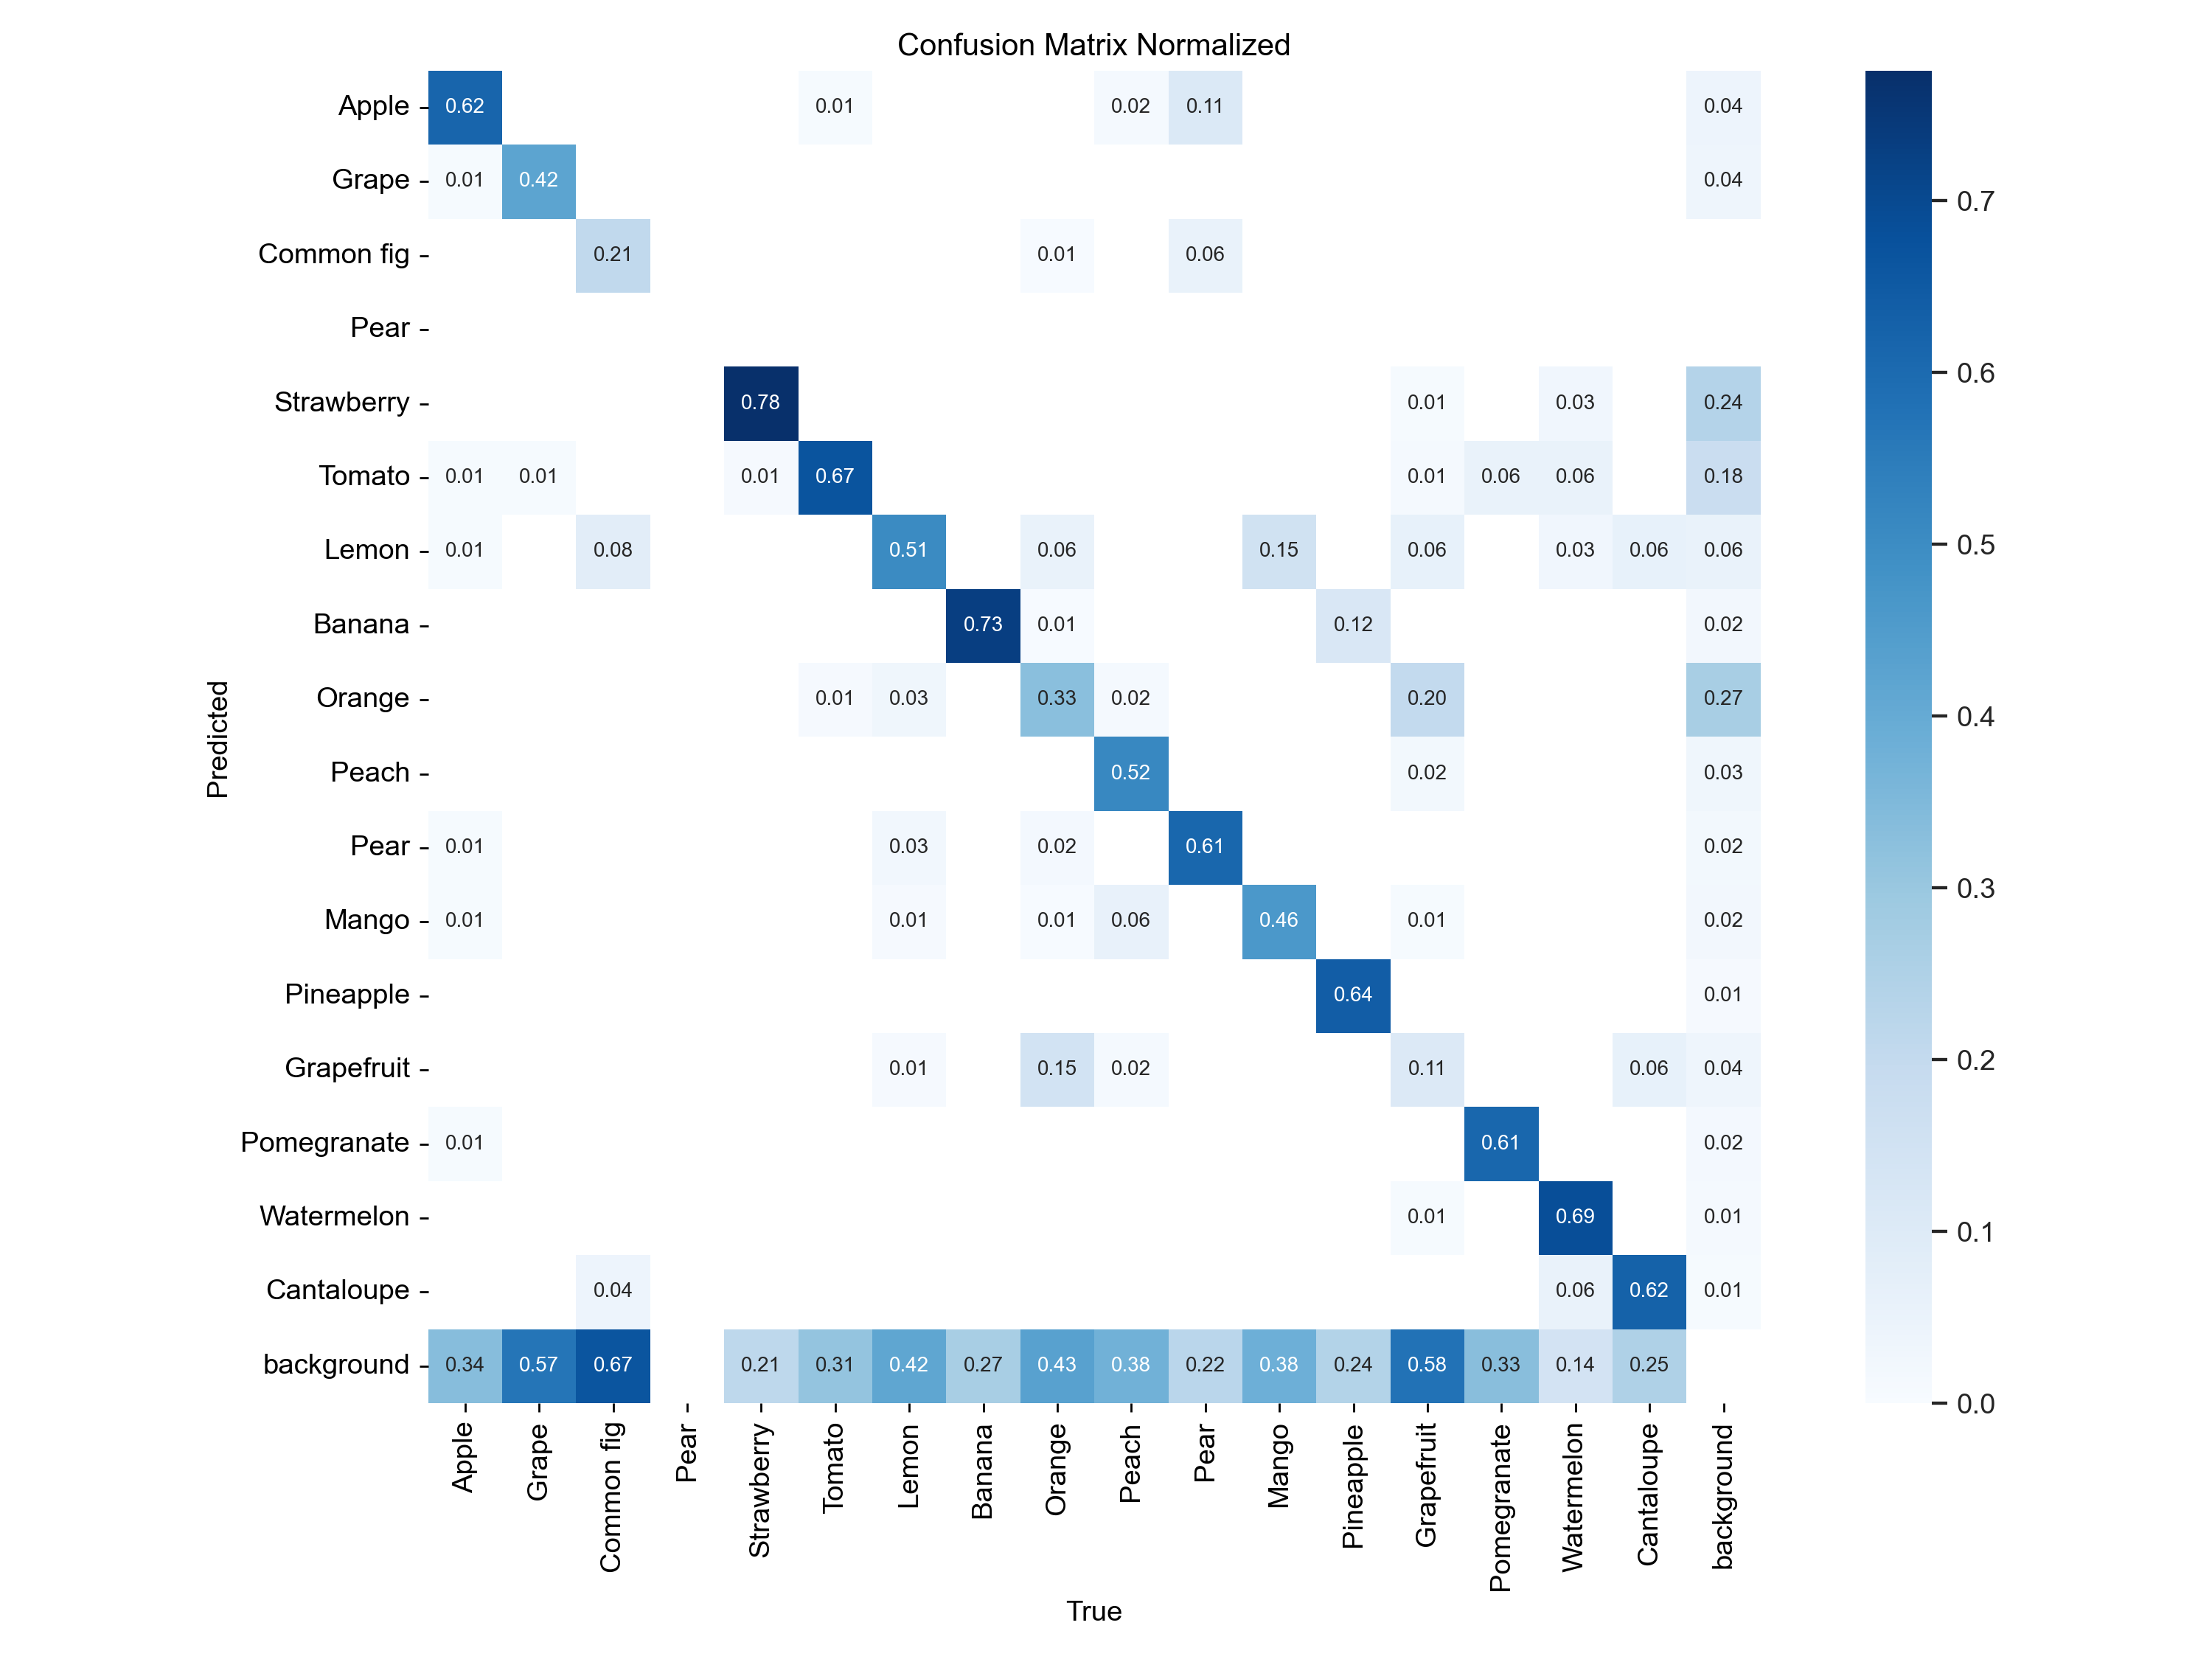 Confusion Matrix Normalized
Apple 0.62 0.01 0.02 0.11 0.04
Grape 0.01 0.42 0.04
Common fig 0.21 0.01 0.06
Pear
Strawberry 0.78 0.01 0.03 0.24
Tomato 0.01 0.01 0.01 0.67 0.01 0.06 0.06 0.18
Lemon 0.01 0.08 0.51 0.06 0.15 0.06 0.03 0.06 0.06
Banana 0.73 0.01 0.12 0.02
Orange 0.01 0.03 0.33 0.02 0.20 0.27
Peach 0.52 0.02 0.03
Pear 0.01 0.03 0.02 0.61 0.02
Mango 0.01 0.01 0.01 0.06 0.46 0.01 0.02
Pineapple 0.64 0.01
Grapefruit 0.01 0.15 0.02 0.11 0.06 0.04
Pomegranate 0.01 0.61 0.02
Watermelon 0.01 0.69 0.01
Cantaloupe 0.04 0.06 0.62 0.01
background 0.34 0.57 0.67 0.21 0.31 0.42 0.27 0.43 0.38 0.22 0.38 0.24 0.58 0.33 0.14 0.25
Predicted
Apple
Grape
Common fig
Pear
Strawberry
Tomato
Lemon
Banana
Orange
Peach
Pear
Mango
Pineapple
Grapefruit
Pomegranate
Watermelon
Cantaloupe
background
True
0.7
0.6
0.5
0.4
0.3
0.2
0.1
0.0